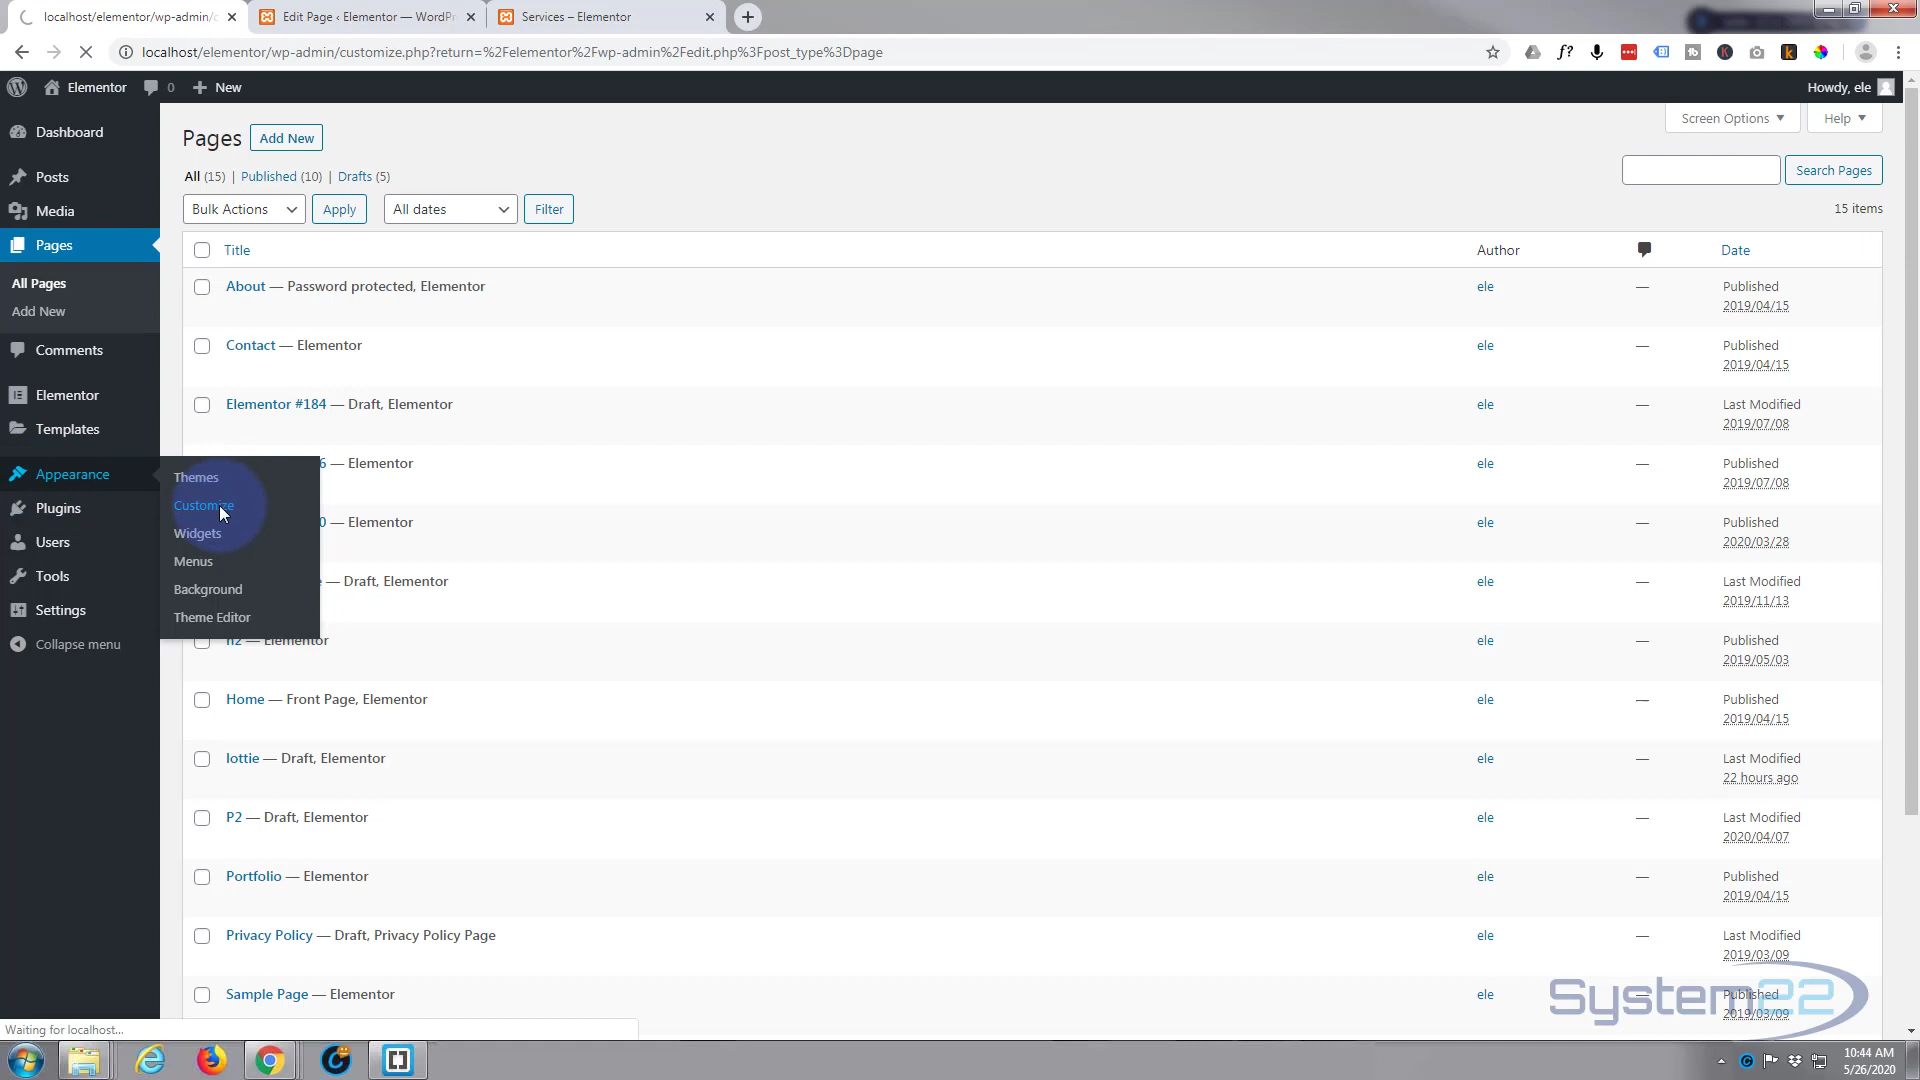 localhost/elementor/wp-admin/c
Edit Page ‹ Elementor — WordPr
Services – Elementor
localhost/elementor/wp-admin/customize.php?return=%2Felementor%2Fwp-admin%2Fedit.php%3Fpost_type%3Dpage
Elementor
0
New
Howdy, ele
Dashboard
Posts
Media
Pages
All Pages
Add New
Comments
Elementor
Templates
Appearance
Plugins
Users
Tools
Settings
Collapse menu
Themes
Customize
Widgets
Menus
Background
Theme Editor
Pages
Add New
Screen Options
Help
All (15) | Published (10) | Drafts (5)
Search Pages
Bulk Actions
Apply
All dates
Filter
15 items
Title Author Date
About — Password protected, Elementor ele — Published
2019/04/15
Contact — Elementor ele — Published
2019/04/15
Elementor #184 — Draft, Elementor ele — Last Modified
2019/07/08
6 — Elementor ele — Published
2019/07/08
0 — Elementor ele — Published
2020/03/28
— Draft, Elementor ele — Last Modified
2019/11/13
h2 — Elementor ele — Published
2019/05/03
Home — Front Page, Elementor ele — Published
2019/04/15
lottie — Draft, Elementor ele — Last Modified
22 hours ago
P2 — Draft, Elementor ele — Last Modified
2020/04/07
Portfolio — Elementor ele — Published
2019/04/15
Privacy Policy — Draft, Privacy Policy Page ele — Last Modified
2019/03/09
Sample Page — Elementor ele — Published
2019/03/09
System22
Waiting for localhost...
10:44 AM
5/26/2020